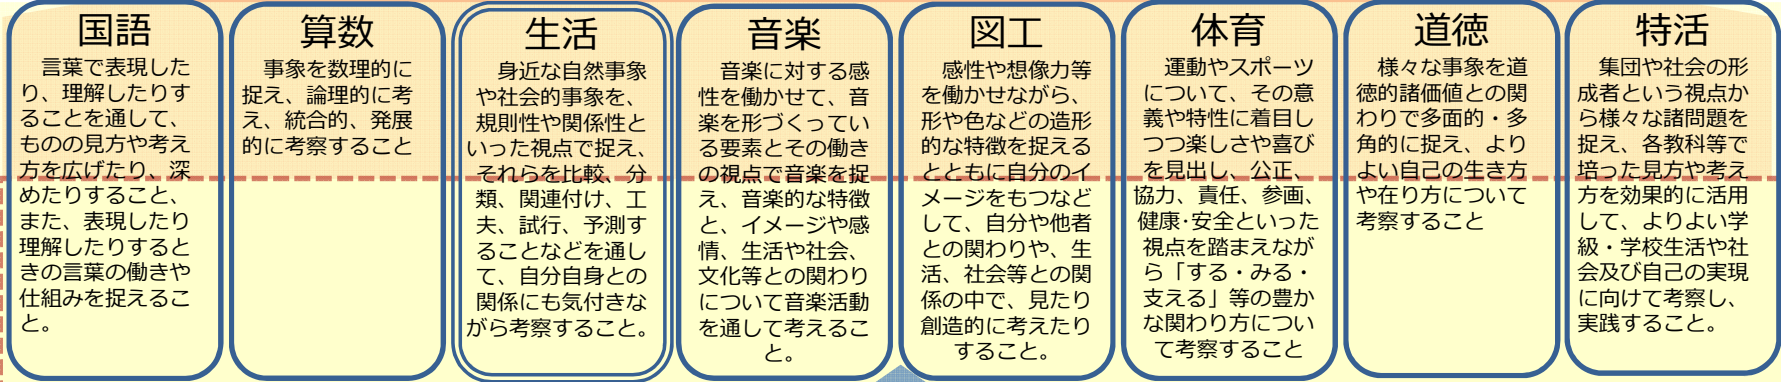 国語
言葉で表現した
り、理解したりす
ることを通して、
ものの見方や考え
方を広げたり、深
めたりすること、
また、表現したり
理解したりすると
きの言葉の働きや
仕組みを捉えるこ
と。
算数
事象を数理的に
捉え、論理的に考
え、統合的、発展
的に考察すること
生活
身近な自然事象
や社会的事象を、
規則性や関係性と
いった視点で捉え、
それらを比較、分
類、関連付け、工
夫、試行、予測す
ることなどを通し
て、自分自身との
関係にも気付きな
がら考察すること。
音楽
音楽に対する感
性を働かせて、音
楽を形づくってい
る要素とその働き
の視点で音楽を捉
え、音楽的な特徴
と、イメージや感
情、生活や社会、
文化等との関わり
について音楽活動
を通して考えるこ
と。
図工
感性や想像力等
を働かせながら、
形や色などの造形
的な特徴を捉える
とともに自分のイ
メージをもつなど
して、自分や他者
との関わりや、生
活、社会等との関
係の中で、見たり
創造的に考えたり
すること。
体育
運動やスポーツ
について、その意
義や特性に着目し
つつ楽しさや喜び
を見出し、公正、
協力、責任、参画、
健康・安全といった
視点を踏まえなが
ら「する・みる・
支える」等の豊か
な関わり方につい
て考察すること
道徳
様々な事象を道
徳的諸価値との関
わりで多面的・多
角的に捉え、より
よい自己の生き方
や在り方について
考察すること
特活
集団や社会の形
成者という視点か
ら様々な諸問題を
捉え、各教科等で
培った見方や考え
方を効果的に活用
して、よりよい学
級・学校生活や社
会及び自己の実現
に向けて考察し、
実践すること。